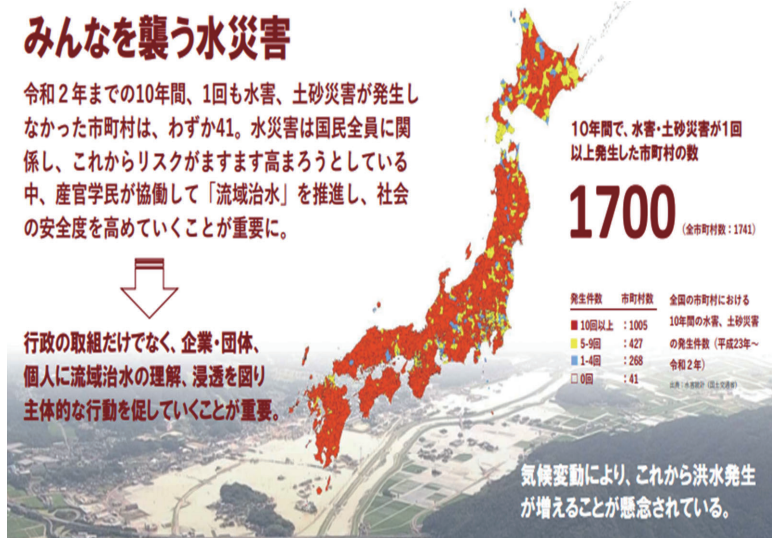 みんなを襲う水災害
令和２年までの10年間、1回も水害、土砂災害が発生し
なかった市町村は、わずか41。水災害は国民全員に関
係し、これからリスクがますます高まろうとしている
中、産官学民が協働して「流域治水」を推進し、社会
の安全度を高めていくことが重要に。
行政の取組だけでなく、企業・団体、
個人に流域治水の理解、浸透を図り
主体的な行動を促していくことが重要。
10年間で、水害・土砂災害が1回
以上発生した市町村の数
1700（全市町村数：1741）
発生件数 市町村数
10回以上 ：1005
5-9回 ：427
1-4回 ：268
0回 ：41
全国の市町村における
10年間の水害、土砂災害
の発生件数（平成23年～
令和２年）
出典：水害統計（国土交通省）
気候変動により、これから洪水発生
が増えることが懸念されている。